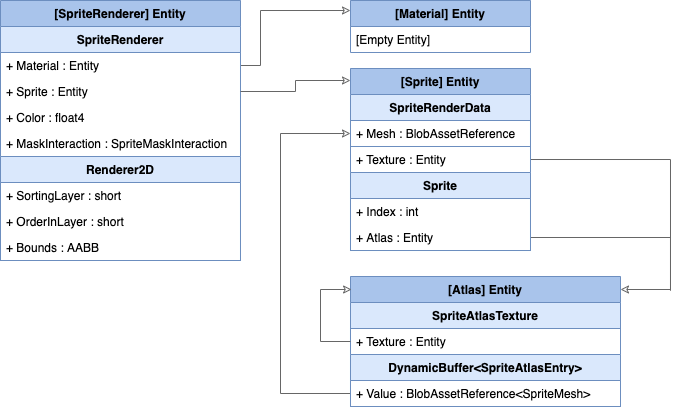 [SpriteRenderer] Entity
SpriteRenderer
+ Material : Entity
+ Sprite : Entity
+ Color : float4
+ MaskInteraction : SpriteMaskInteraction
Renderer2D
+ SortingLayer : short
+ OrderInLayer : short
+ Bounds : AABB
[Material] Entity
[Empty Entity]
[Sprite] Entity
SpriteRenderData
+ Mesh : BlobAssetReference
+ Texture : Entity
Sprite
+ Index : int
+ Atlas : Entity
[Atlas] Entity
SpriteAtlasTexture
+ Texture : Entity
DynamicBuffer<SpriteAtlasEntry>
+ Value : BlobAssetReference<SpriteMesh>